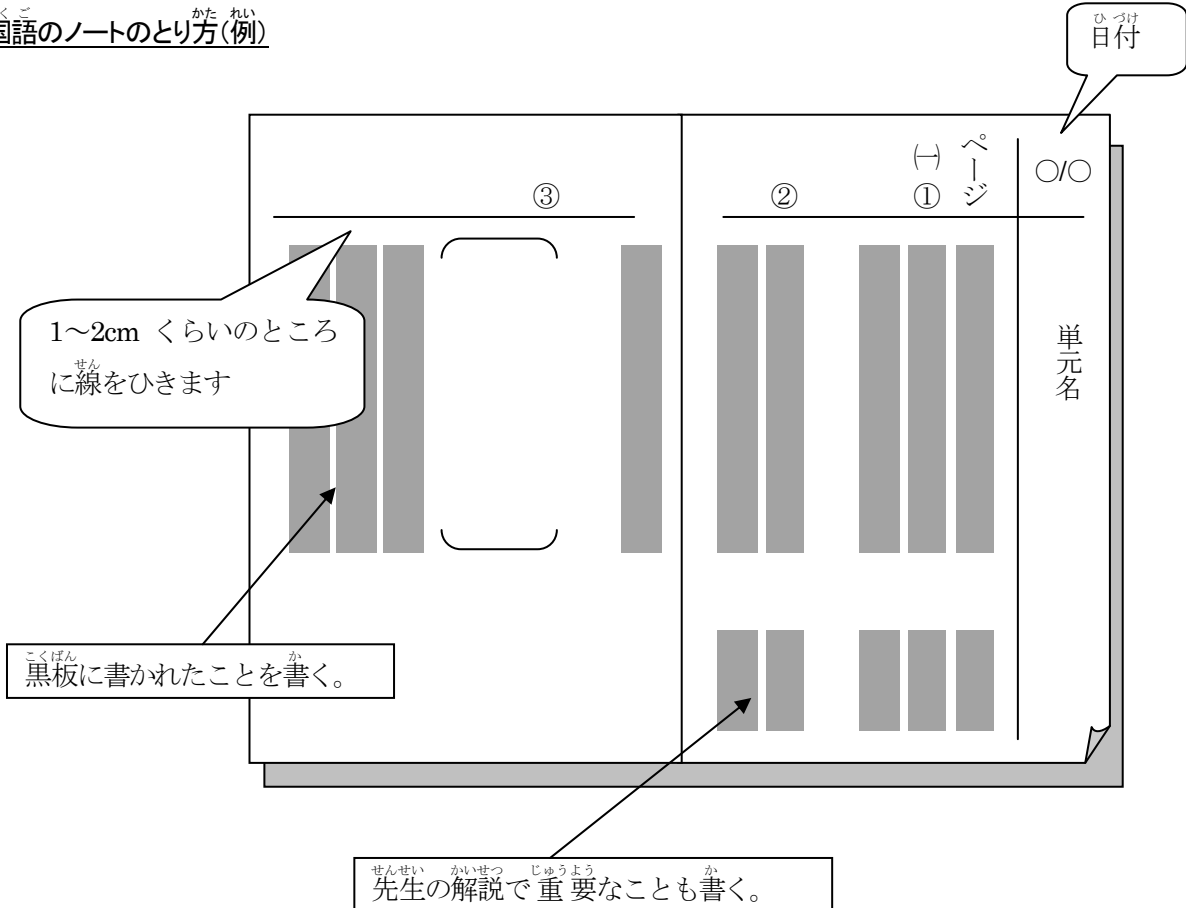 国語のノートのとり方(例)
日付
○/○
単元名
ページ
㈠ ①
②
③
1～2cm くらいのところ
に線をひきます
黒板に書かれたことを書く。
先生の解説で重要なことも書く。